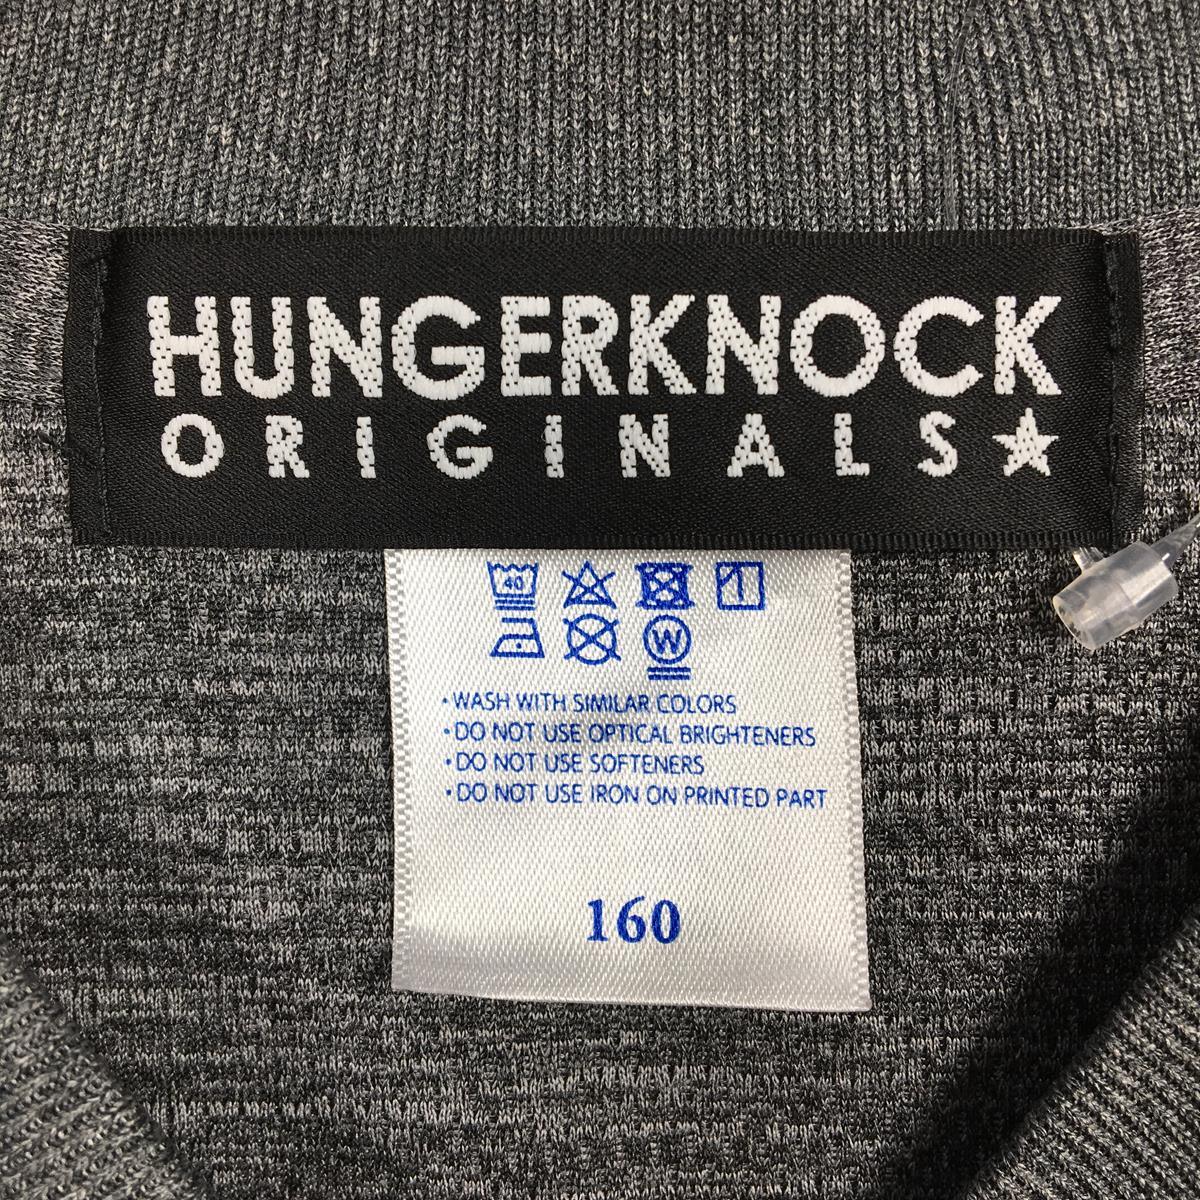 HUNGERKNOCK
ORIGINALS★
40
W
・WASH WITH SIMILAR COLORS
・DO NOT USE OPTICAL BRIGHTENERS
・DO NOT USE SOFTENERS
・DO NOT USE IRON ON PRINTED PART
160